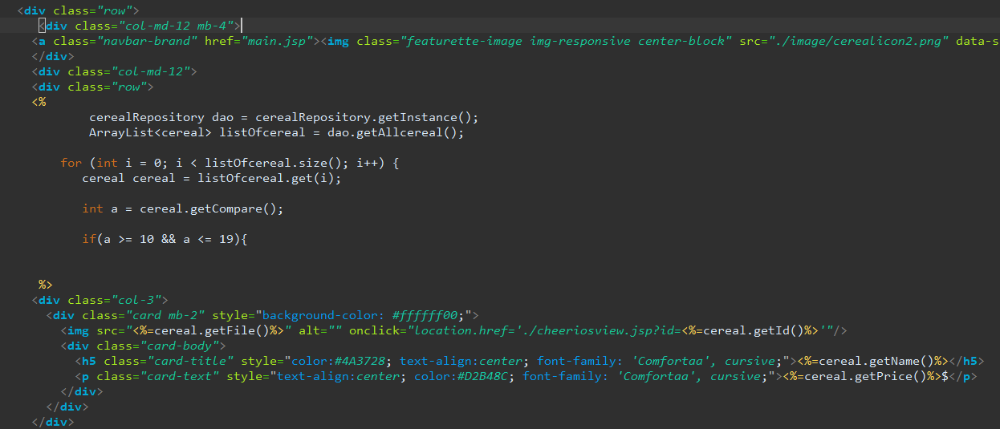 <div class="row">
<div class="col-md-12 mb-4">
<a class="navbar-brand" href="main.jsp"><img class="featurette-image img-responsive center-block" src="./image/cerealicon2.png" data-s
</div>
<div class="col-md-12">
<div class="row">
<%
cerealRepository dao = cerealRepository.getInstance();
ArrayList<cereal> listOfcereal = dao.getAllcereal();
for (int i = 0; i < listOfcereal.size(); i++) {
cereal cereal = listOfcereal.get(i);
int a = cereal.getCompare();
if(a >= 10 && a <= 19){
%>
<div class="col-3">
<div class="card mb-2" style="background-color: #ffffff00;">
<img src="<%=cereal.getFile()%>" alt="" onclick="location.href='./cheeriosview.jsp?id=<%=cereal.getId()%>'"/>
<div class="card-body">
<h5 class="card-title" style="color:#4A3728; text-align:center; font-family: 'Comfortaa', cursive;"><%=cereal.getName()%></h5>
<p class="card-text" style="text-align:center; color:#D2B48C; font-family: 'Comfortaa', cursive;"><%=cereal.getPrice()%>$</p>
</div>
</div>
</div>